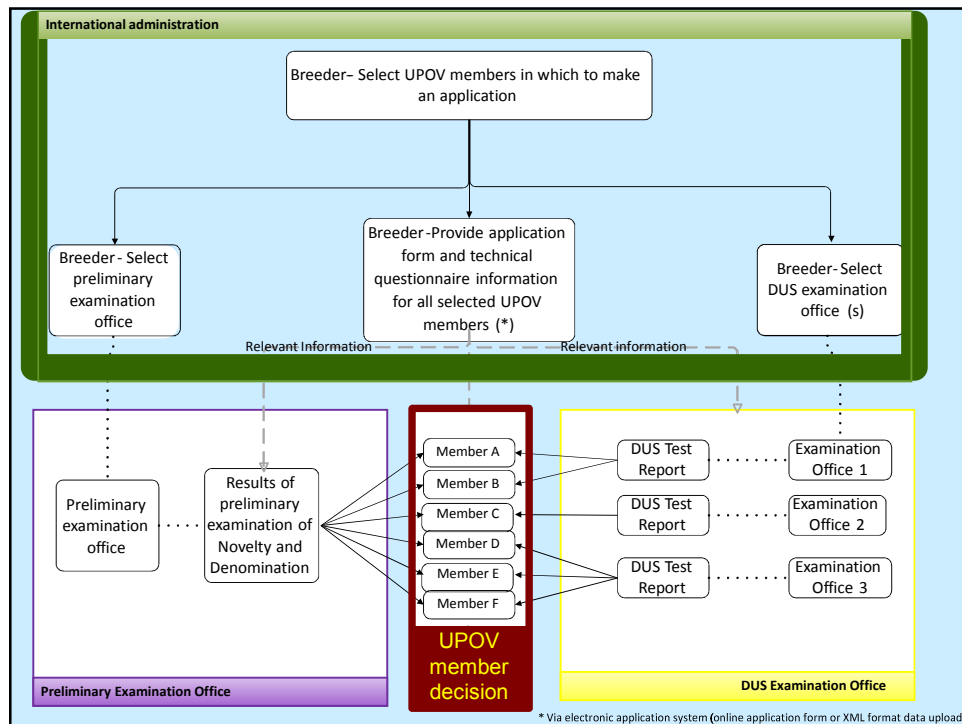 International administration
Breeder– Select UPOV members in which to make
an application
Breeder - Select
preliminary
examination
office
Breeder-Provide application
form and technical
questionnaire information
for all selected UPOV
members (*)
Breeder- Select
DUS examination
office (s)
Relevant Information
Relevant information
Preliminary
examination
office
Results of
preliminary
examination of
Novelty and
Denomination
Member A
Member B
Member C
Member D
Member E
Member F
UPOV
member
decision
DUS Test
Report
Examination
Office 1
DUS Test
Report
Examination
Office 2
DUS Test
Report
Examination
Office 3
Preliminary Examination Office
DUS Examination Office
* Via electronic application system (online application form or XML format data upload